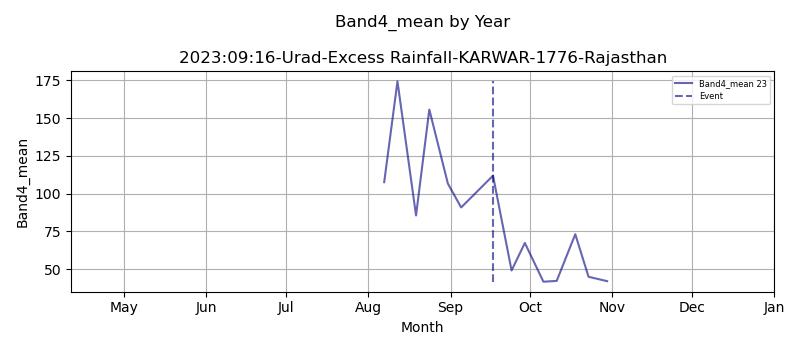 Band4_mean by Year
2023:09:16-Urad-Excess Rainfall-KARWAR-1776-Rajasthan
175
150
125
100
75
50
Band4_mean
Band4_mean 23
Event
May Jun Jul Aug Sep Oct Nov Dec Jan
Month